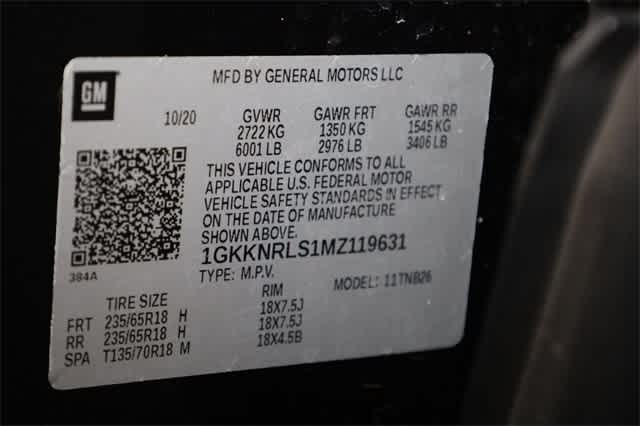 GM
MFD BY GENERAL MOTORS LLC
10/20 GVWR GAWR FRT GAWR RR
2722 KG 1350 KG 1545 KG
6001 LB 2976 LB 3406 LB
THIS VEHICLE CONFORMS TO ALL
APPLICABLE U.S. FEDERAL MOTOR
VEHICLE SAFETY STANDARDS IN EFFECT
ON THE DATE OF MANUFACTURE
SHOWN ABOVE.
1GKKNRLS1MZ119631
384A
TYPE: M.P.V. MODEL: 11TNB26
TIRE SIZE RIM
FRT 235/65R18 H 18X7.5J
RR 235/65R18 H 18X7.5J
SPA T135/70R18 M 18X4.5B